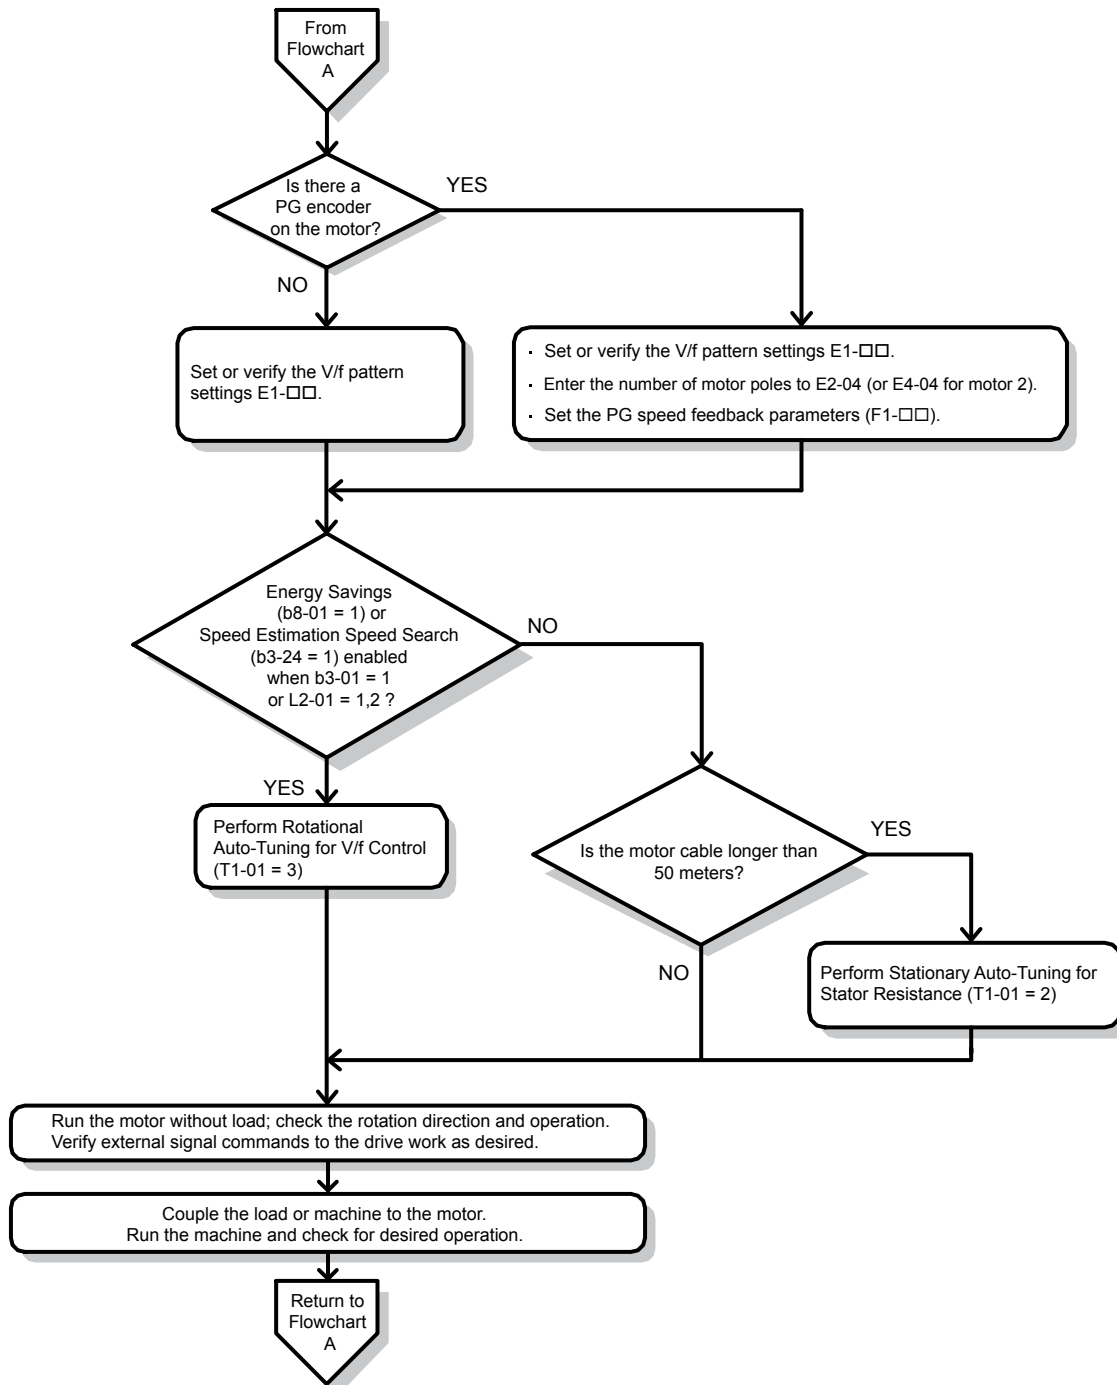 From
Flowchart
A
Is there a
PG encoder
on the motor?
YES
NO
Set or verify the V/f pattern
settings E1-□□.
· Set or verify the V/f pattern settings E1-□□.
· Enter the number of motor poles to E2-04 (or E4-04 for motor 2).
· Set the PG speed feedback parameters (F1-□□).
Energy Savings
(b8-01 = 1) or
Speed Estimation Speed Search
(b3-24 = 1) enabled
when b3-01 = 1
or L2-01 = 1,2 ?
NO
YES
Perform Rotational
Auto-Tuning for V/f Control
(T1-01 = 3)
Is the motor cable longer than
50 meters?
YES
NO
Perform Stationary Auto-Tuning for
Stator Resistance (T1-01 = 2)
Run the motor without load; check the rotation direction and operation.
Verify external signal commands to the drive work as desired.
Couple the load or machine to the motor.
Run the machine and check for desired operation.
Return to
Flowchart
A